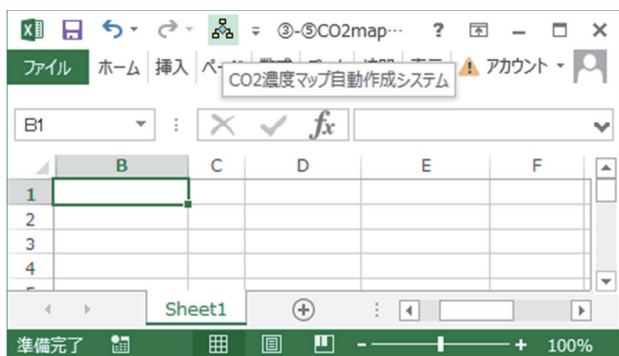 ③-⑤CO2map… ?
ファイル ホーム 挿入 アカウント
CO2濃度マップ自動作成システム
B1 fx
B C D E F
1
2
3
4
Sheet1
準備完了 100%